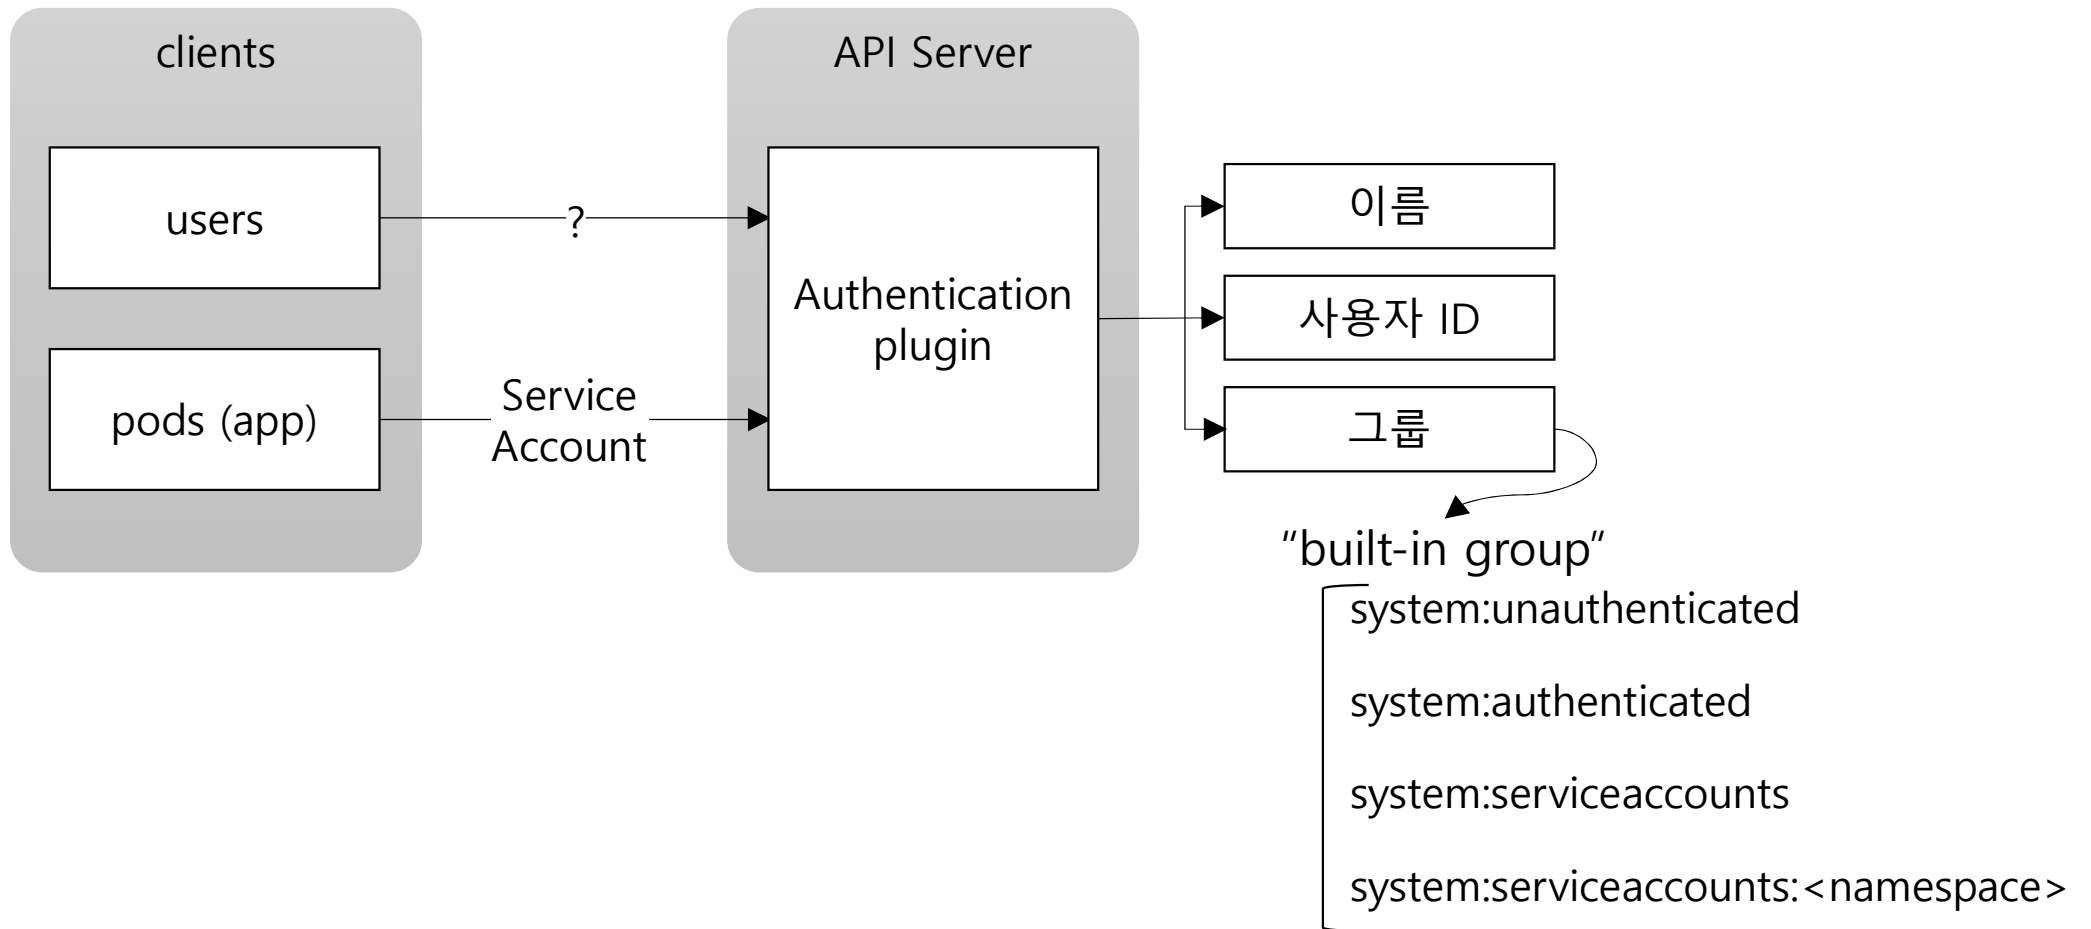 clients
users
pods (app)
?
Service
Account
API Server
Authentication
plugin
이름
사용자 ID
그룹
"built-in group"
system:unauthenticated
system:authenticated
system:serviceaccounts
system:serviceaccounts:<namespace>